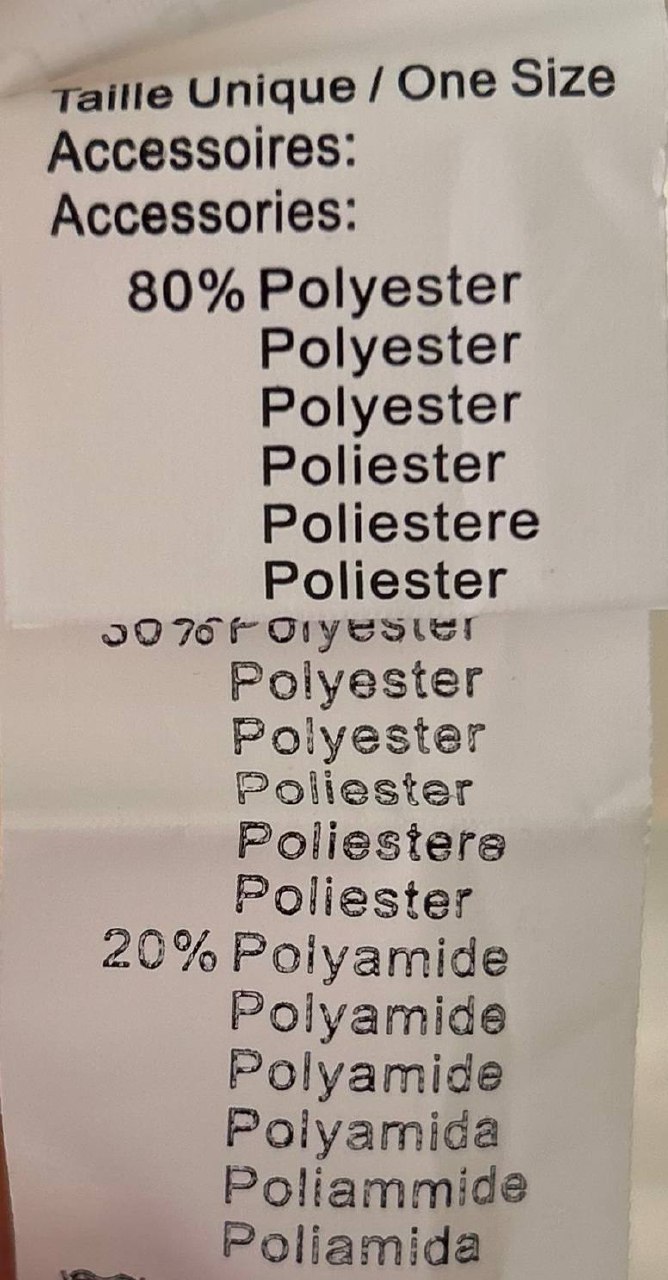 Taille Unique / One Size
Accessoires:
Accessories:
80% Polyester
Polyester
Polyester
Poliester
Poliestere
Poliester
Polyester
Polyester
Polyester
Poliester
Poliestere
Poliester
20% Polyamide
Polyamide
Polyamide
Polyamida
Poliammide
Poliamida